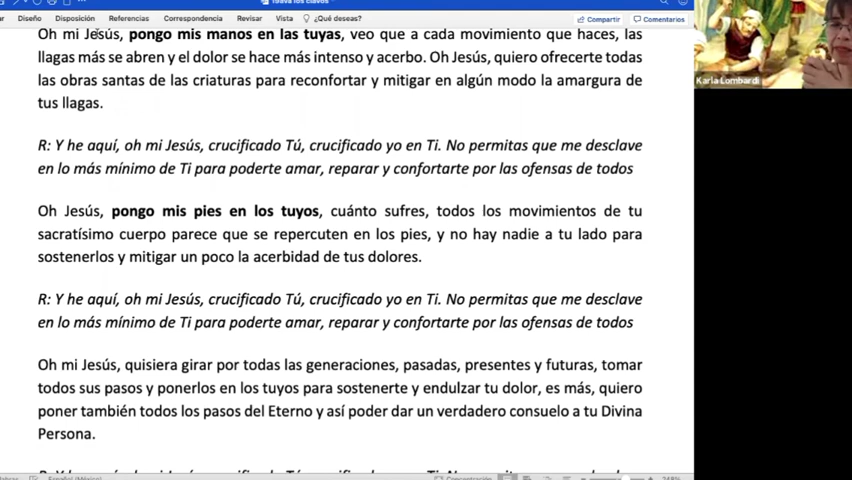 Diseño Disposición Referencias Correspondencia Revisar Vista ¿Qué deseas? Compartir Comentarios
Oh mi Jesús, pongo mis manos en las tuyas, veo que a cada movimiento que haces, las
llagas más se abren y el dolor se hace más intenso y acerbo. Oh Jesús, quiero ofrecerte todas
las obras santas de las criaturas para reconfortar y mitigar en algún modo la amargura de
tus llagas.
R: Y he aquí, oh mi Jesús, crucificado Tú, crucificado yo en Ti. No permitas que me desclave
en lo más mínimo de Ti para poderte amar, reparar y confortarte por las ofensas de todos
Oh Jesús, pongo mis pies en los tuyos, cuánto sufres, todos los movimientos de tu
sacratísimo cuerpo parece que se repercuten en los pies, y no hay nadie a tu lado para
sostenerlos y mitigar un poco la acerbidad de tus dolores.
R: Y he aquí, oh mi Jesús, crucificado Tú, crucificado yo en Ti. No permitas que me desclave
en lo más mínimo de Ti para poderte amar, reparar y confortarte por las ofensas de todos
Oh mi Jesús, quisiera girar por todas las generaciones, pasadas, presentes y futuras, tomar
todos sus pasos y ponerlos en los tuyos para sostenerte y endulzar tu dolor, es más, quiero
poner también todos los pasos del Eterno y así poder dar un verdadero consuelo a tu Divina
Persona.
Karla Lombardi